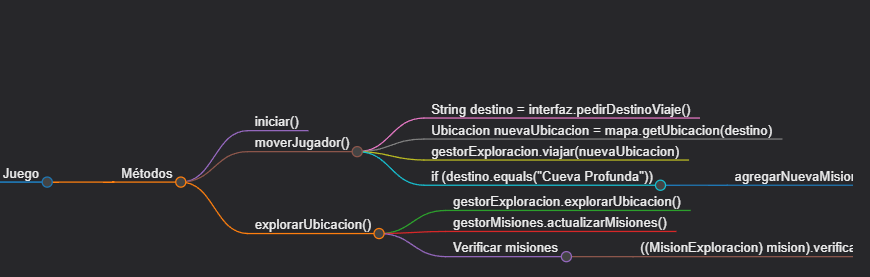 String destino = interfaz.pedirDestinoViaje()
iniciar()
Ubicacion nuevaUbicacion = mapa.getUbicacion(destino)
moverJugador()
gestorExploracion.viajar(nuevaUbicacion)
Juego
Métodos
if (destino.equals("Cueva Profunda"))
agregarNuevaMision
gestorExploracion.explorarUbicacion()
explorarUbicacion()
gestorMisiones.actualizarMisiones()
Verificar misiones
((MisionExploracion) mision).verifica